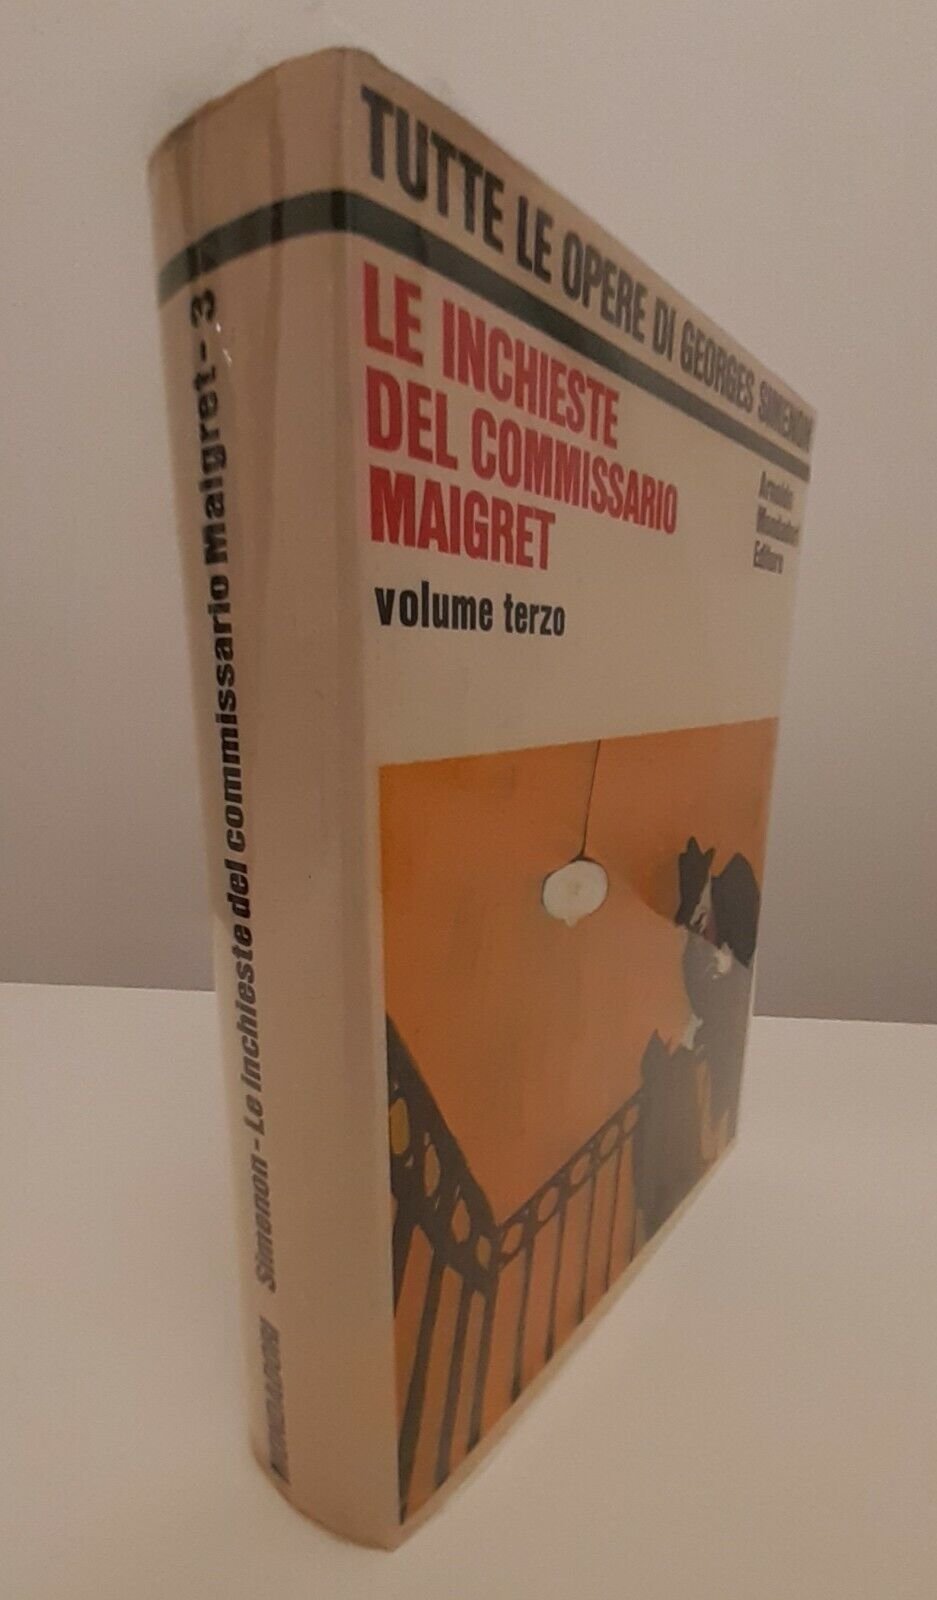 TUTTE LE OPERE DI GEORGES SIMENON
LE INCHIESTE
DEL COMMISSARIO
MAIGRET
volume terzo
Arnoldo
Mondadori
Editore
MONDADORI Simenon - Le inchieste del commissario Maigret - 3